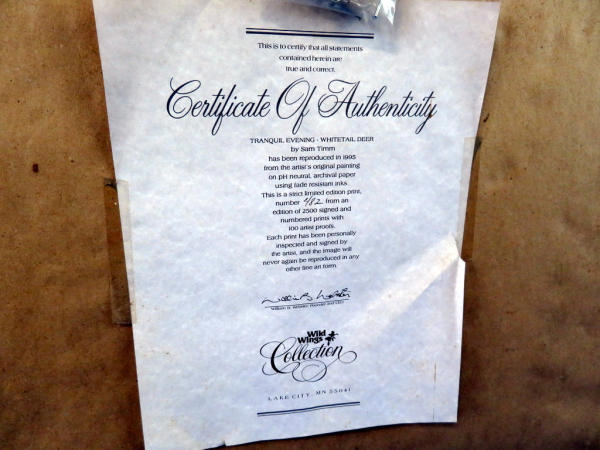 This is to certify that all statements
contained herein are
true and correct.
Certificate Of Authenticity
TRANQUIL EVENING - WHITETAIL DEER
by Sam Timm
has been reproduced in 1995
from the artist's original painting
on pH neutral, archival paper
using fade resistant inks.
This is a strict limited edition print,
number 482 from an
edition of 2500 signed and
numbered prints with
100 artist proofs.
Each print has been personally
inspected and signed by
the artist, and the image will
never again be reproduced in any
other fine art form.
William B.
Wild
Wings
Collection
LAKE CITY, MN 55041